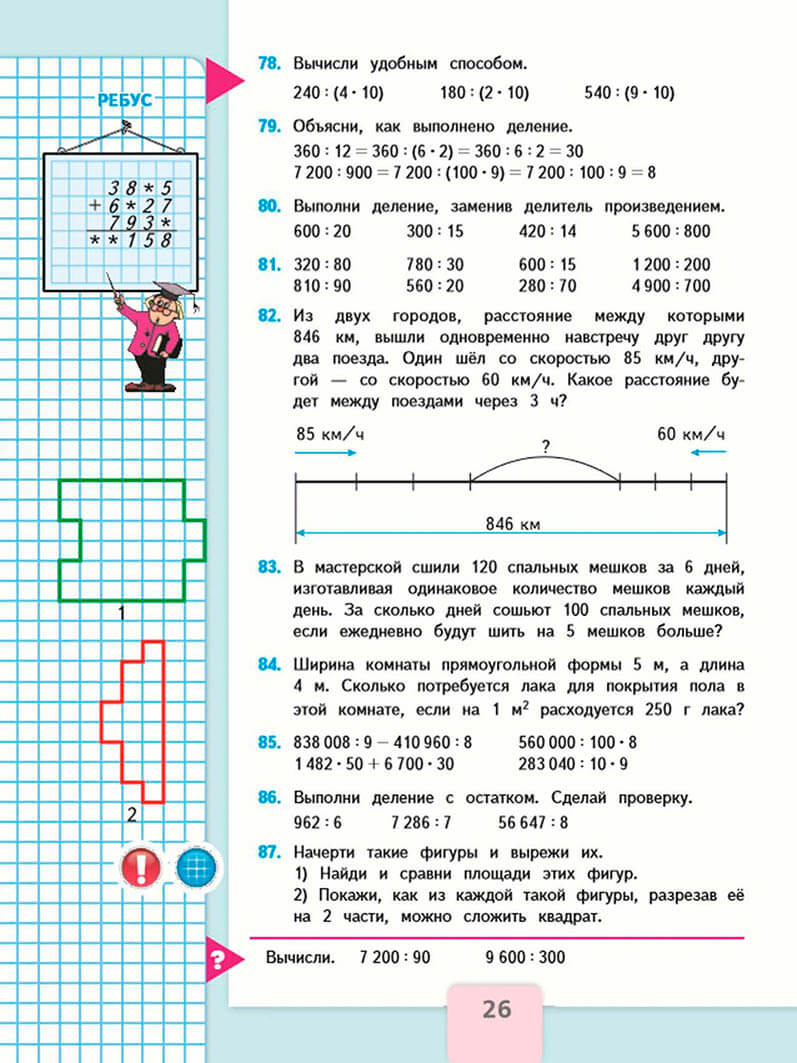 РЕБУС
38*5
+ 6*27
793*
**158
1
2
78. Вычисли удобным способом.
240 : (4 · 10) 180 : (2 · 10) 540 : (9 · 10)
79. Объясни, как выполнено деление.
360 : 12 = 360 : (6 · 2) = 360 : 6 : 2 = 30
7 200 : 900 = 7 200 : (100 · 9) = 7 200 : 100 : 9 = 8
80. Выполни деление, заменив делитель произведением.
600 : 20 300 : 15 420 : 14 5 600 : 800
81. 320 : 80 780 : 30 600 : 15 1 200 : 200
810 : 90 560 : 20 280 : 70 4 900 : 700
82. Из двух городов, расстояние между которыми
846 км, вышли одновременно навстречу друг другу
два поезда. Один шёл со скоростью 85 км/ч, дру-
гой — со скоростью 60 км/ч. Какое расстояние бу-
дет между поездами через 3 ч?
85 км/ч ? 60 км/ч
846 км
83. В мастерской сшили 120 спальных мешков за 6 дней,
изготавливая одинаковое количество мешков каждый
день. За сколько дней сошьют 100 спальных мешков,
если ежедневно будут шить на 5 мешков больше?
84. Ширина комнаты прямоугольной формы 5 м, а длина
4 м. Сколько потребуется лака для покрытия пола в
этой комнате, если на 1 м² расходуется 250 г лака?
85. 838 008 : 9 − 410 960 : 8 560 000 : 100 · 8
1 482 · 50 + 6 700 · 30 283 040 : 10 · 9
86. Выполни деление с остатком. Сделай проверку.
962 : 6 7 286 : 7 56 647 : 8
87. Начерти такие фигуры и вырежи их.
1) Найди и сравни площади этих фигур.
2) Покажи, как из каждой такой фигуры, разрезав её
на 2 части, можно сложить квадрат.
!
? Вычисли. 7 200 : 90 9 600 : 300
26